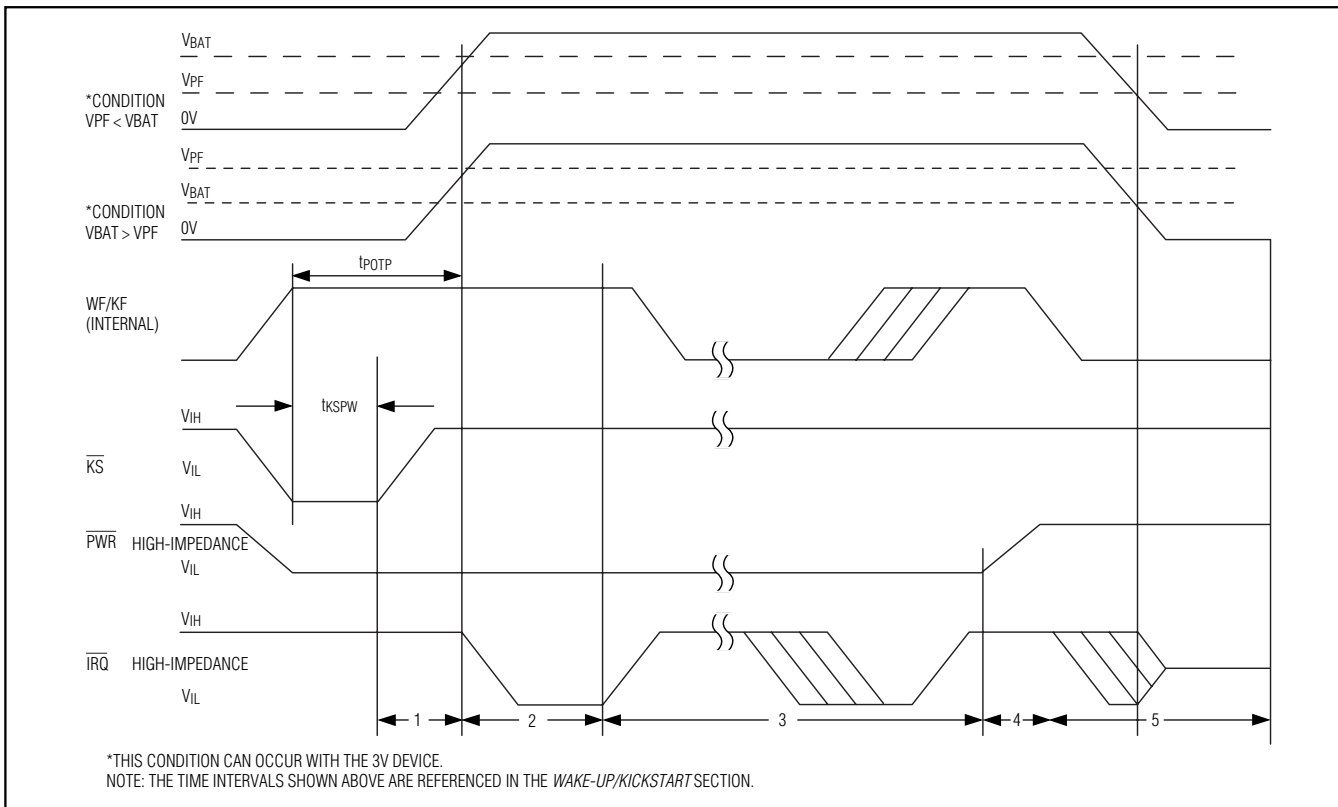 VBAT
VPF
*CONDITION
VPF < VBAT
0V
VPF
VBAT
*CONDITION
VBAT > VPF
0V
tPOTP
WF/KF
(INTERNAL)
tKSPW
VIH
KS
VIL
VIH
PWR HIGH-IMPEDANCE
VIL
VIH
IRQ HIGH-IMPEDANCE
VIL
1 2 3 4 5
*THIS CONDITION CAN OCCUR WITH THE 3V DEVICE.
NOTE: THE TIME INTERVALS SHOWN ABOVE ARE REFERENCED IN THE WAKE-UP/KICKSTART SECTION.